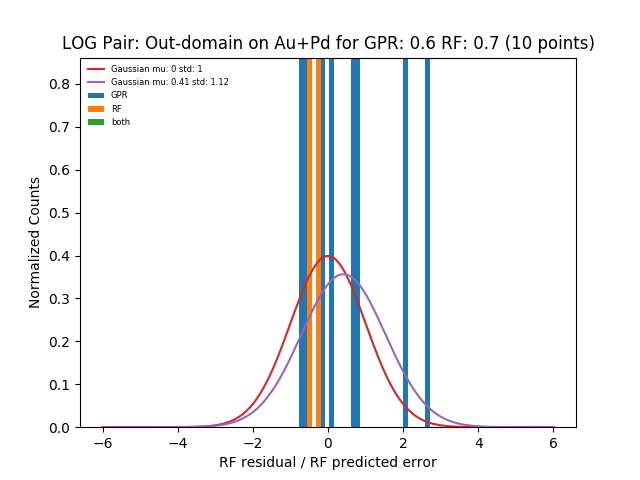 LOG Pair: Out-domain on Au+Pd for GPR: 0.6 RF: 0.7 (10 points)
Gaussian mu: 0 std: 1
Gaussian mu: 0.41 std: 1.12
GPR
RF
both
Normalized Counts
0.8
0.7
0.6
0.5
0.4
0.3
0.2
0.1
0.0
−6 −4 −2 0 2 4 6
RF residual / RF predicted error